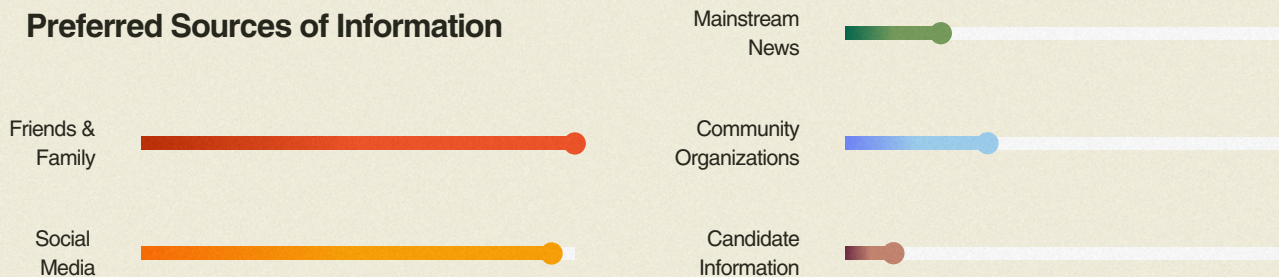 Preferred Sources of Information
Friends &
Family
Social
Media
Mainstream
News
Community
Organizations
Candidate
Information